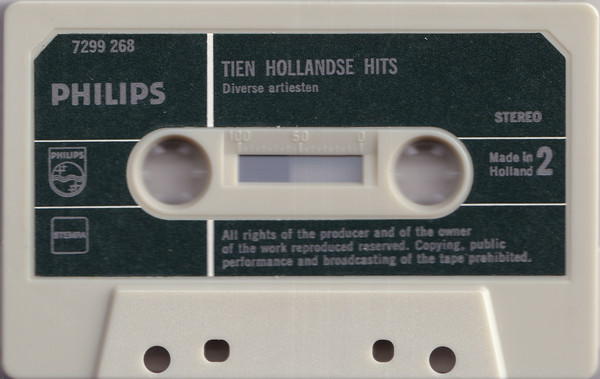 7299 268
PHILIPS
TIEN HOLLANDSE HITS
Diverse artiesten
STEREO
100 50 0
PHILIPS
Made in
Holland 2
STEMRA
All rights of the producer and of the owner
of the work reproduced reserved. Copying, public
performance and broadcasting of the tape prohibited.